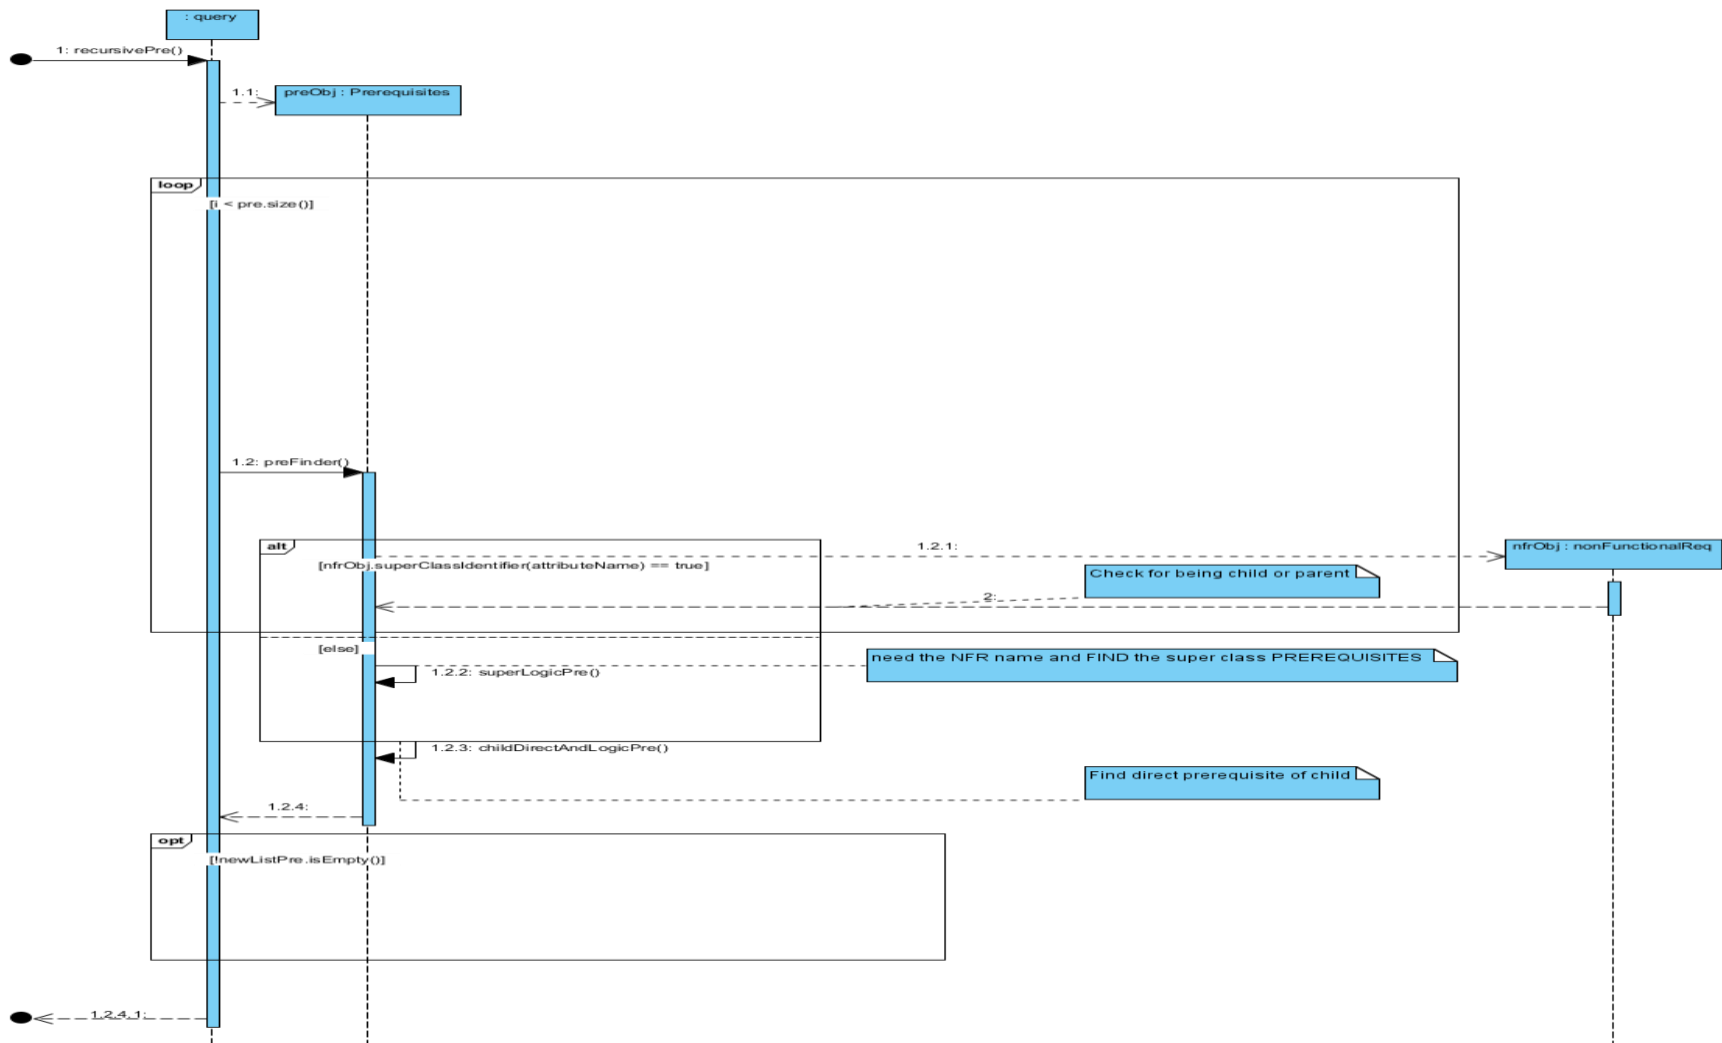 : query
1: recursivePre()
1.1:
preObj : Prerequisites
loop
[i < pre.size()]
1.2: preFinder()
alt
1.2.1:
nfrObj : nonFunctionalReq
[nfrObj.superClassIdentifier(attributeName) == true]
Check for being child or parent
2:
[else]
need the NFR name and FIND the super class PREREQUISITES
1.2.2: superLogicPre()
1.2.3: childDirectAndLogicPre()
Find direct prerequisite of child
1.2.4:
opt
[!newListPre.isEmpty()]
1.2.4.1: